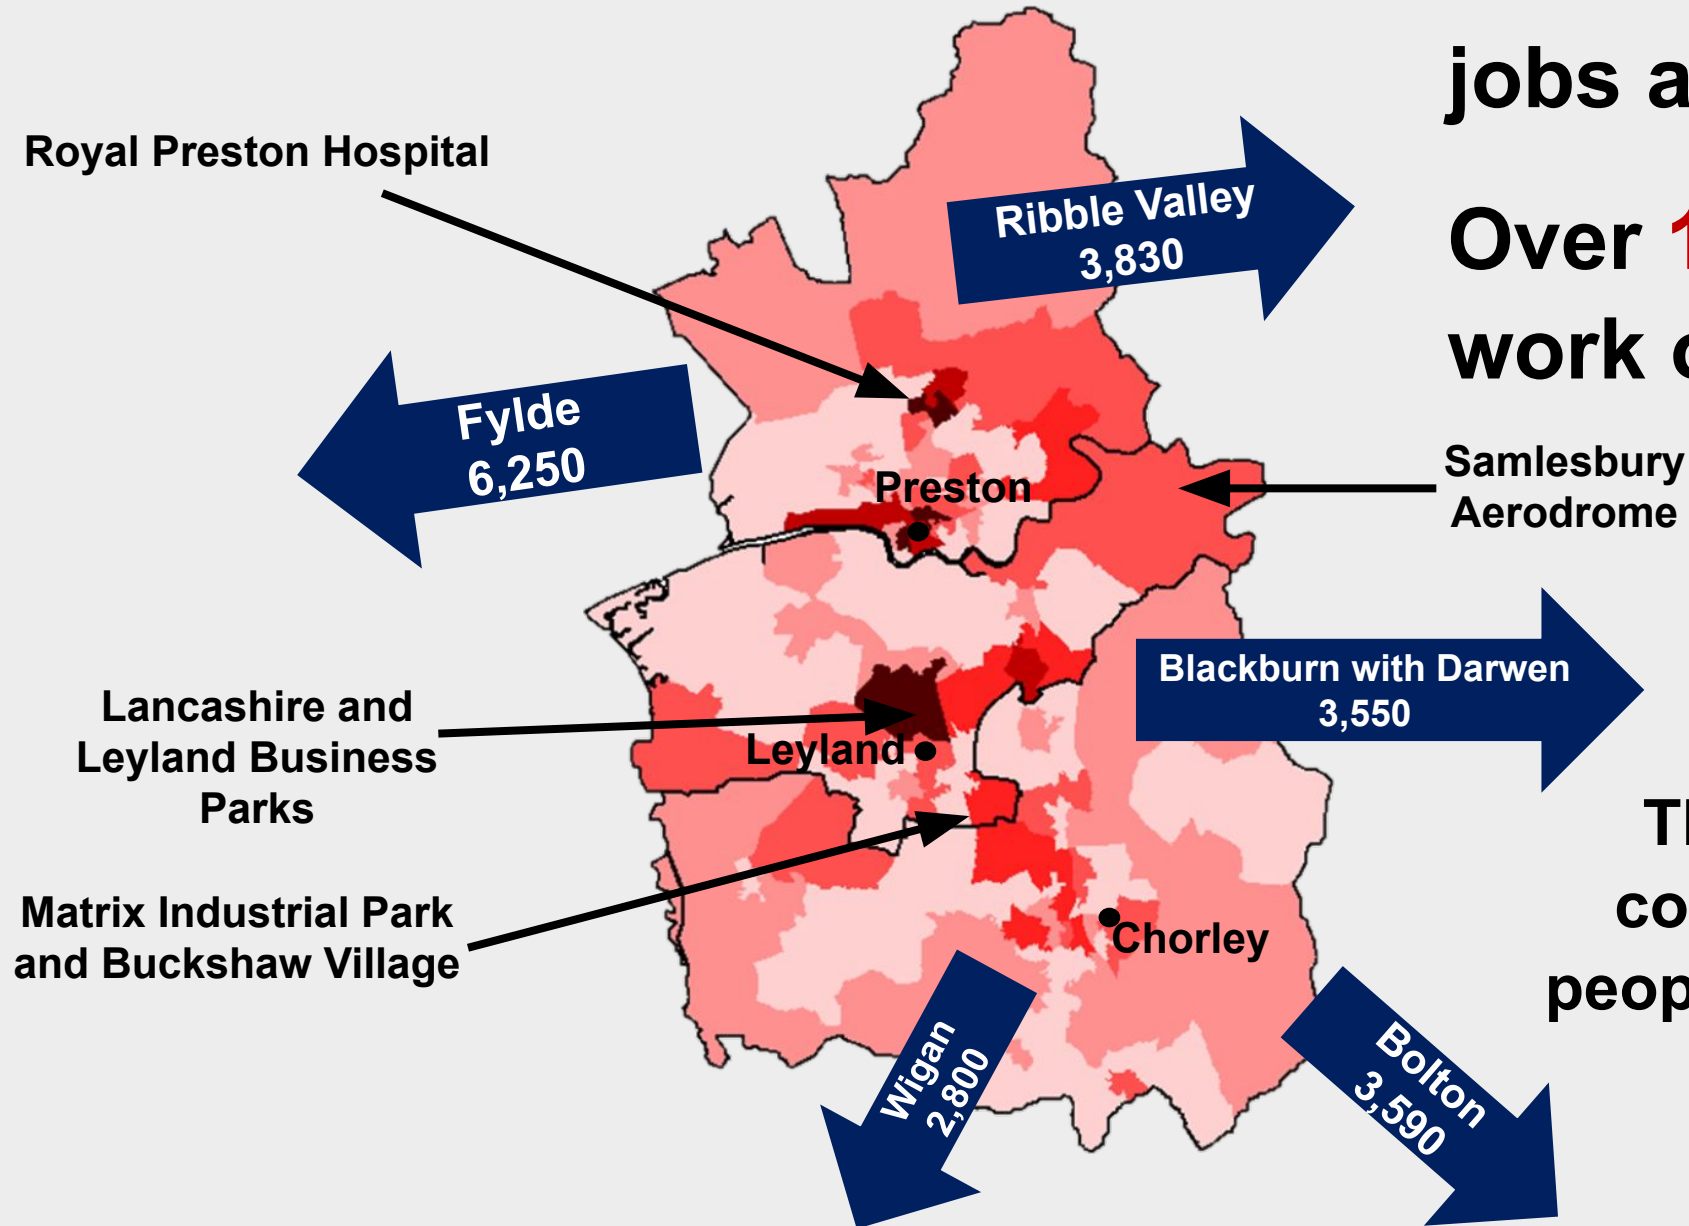 jobs a
Royal Preston Hospital
Ribble Valley
3,830
Over 1
work
Fylde
6,250
Samlesbury
Aerodrome
Preston
Blackburn with Darwen
3,550
Lancashire and
Leyland Business
Parks
Leyland
Matrix Industrial Park
and Buckshaw Village
Chorley
co
peop
Wigan
2,800
Bolton
3,590